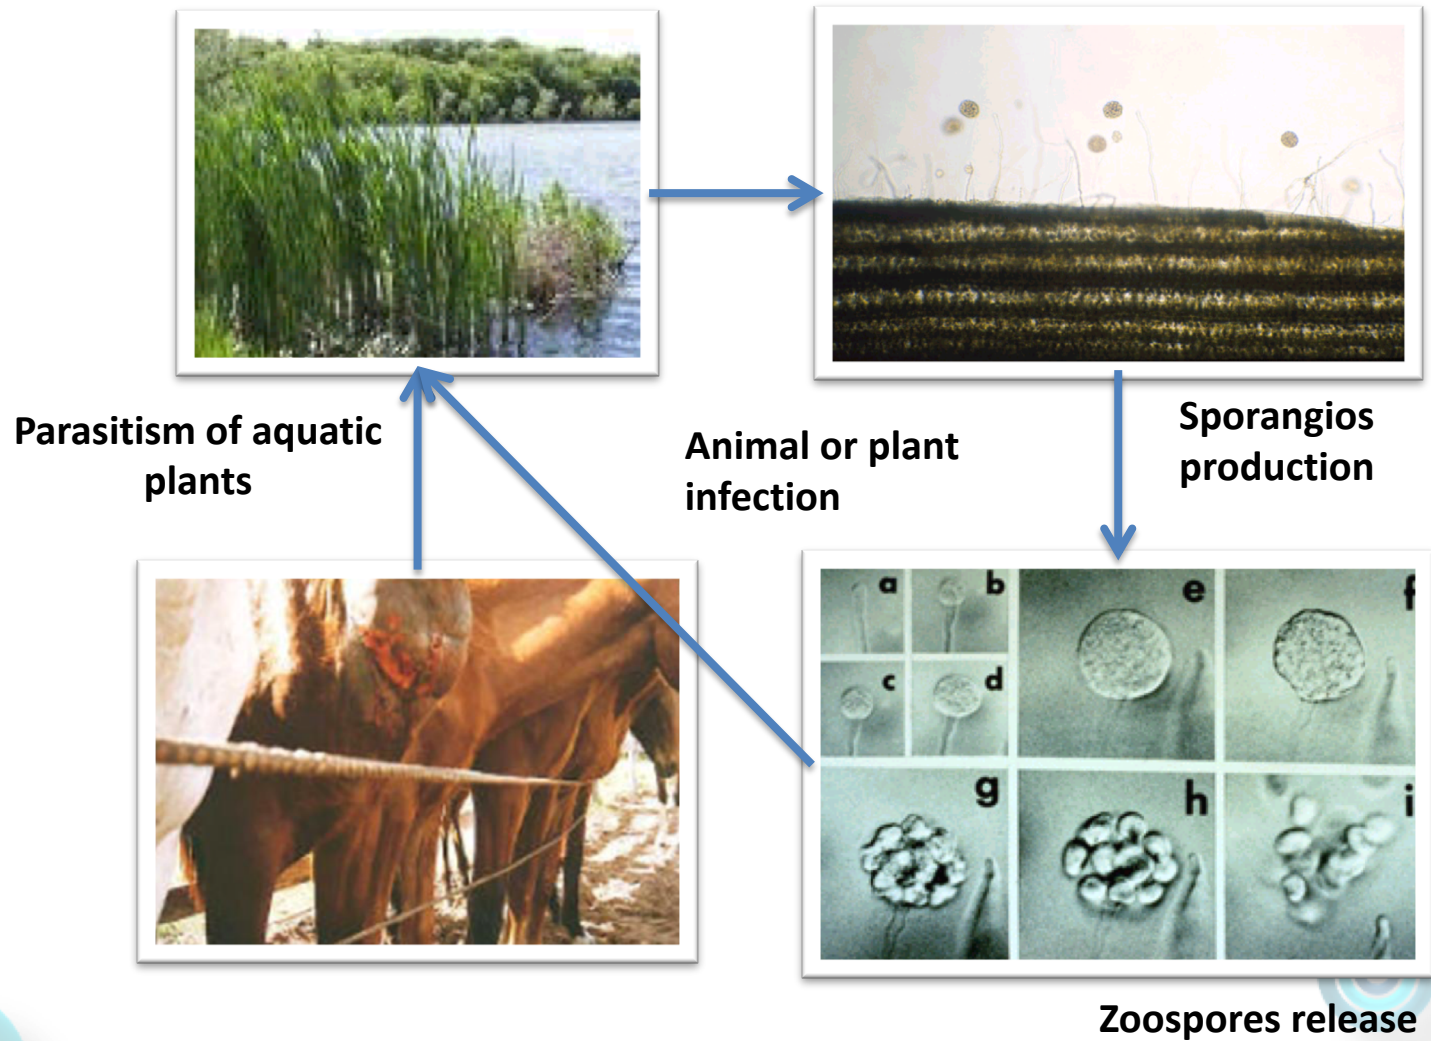 Parasitism of aquatic
plants
Animal or plant
infection
Sporangios
production
a
b
c
d
e
f
g
h
i
Zoospores release